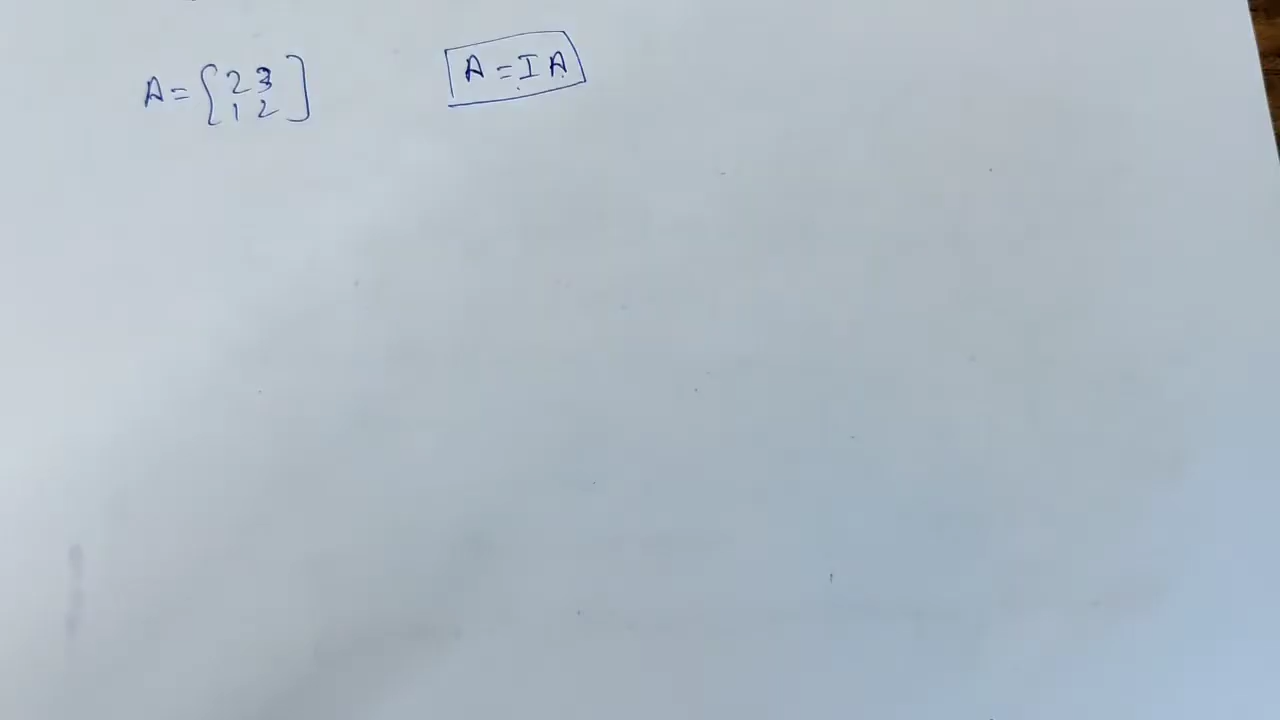 A = [2 3
1 2]
A = I A